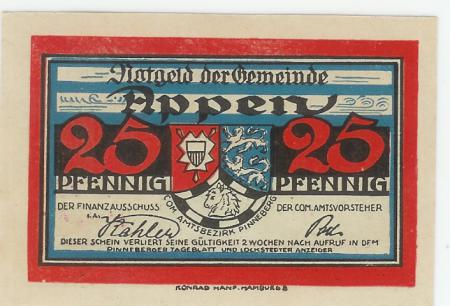 Notgeld der Gemeinde
Appen
25 25
PFENNIG PFENNIG
COM. AMTSBEZIRK PINNEBERG
DER FINANZAUSSCHUSS DER COM. AMTSVORSTEHER
I.A.
DIESER SCHEIN VERLIERT SEINE GÜLTIGKEIT 2 WOCHEN NACH AUFRUF IN DEM
PINNEBERGER TAGEBLATT UND LOCKSTEDTER ANZEIGER
KONRAD HANF, HAMBURG 8